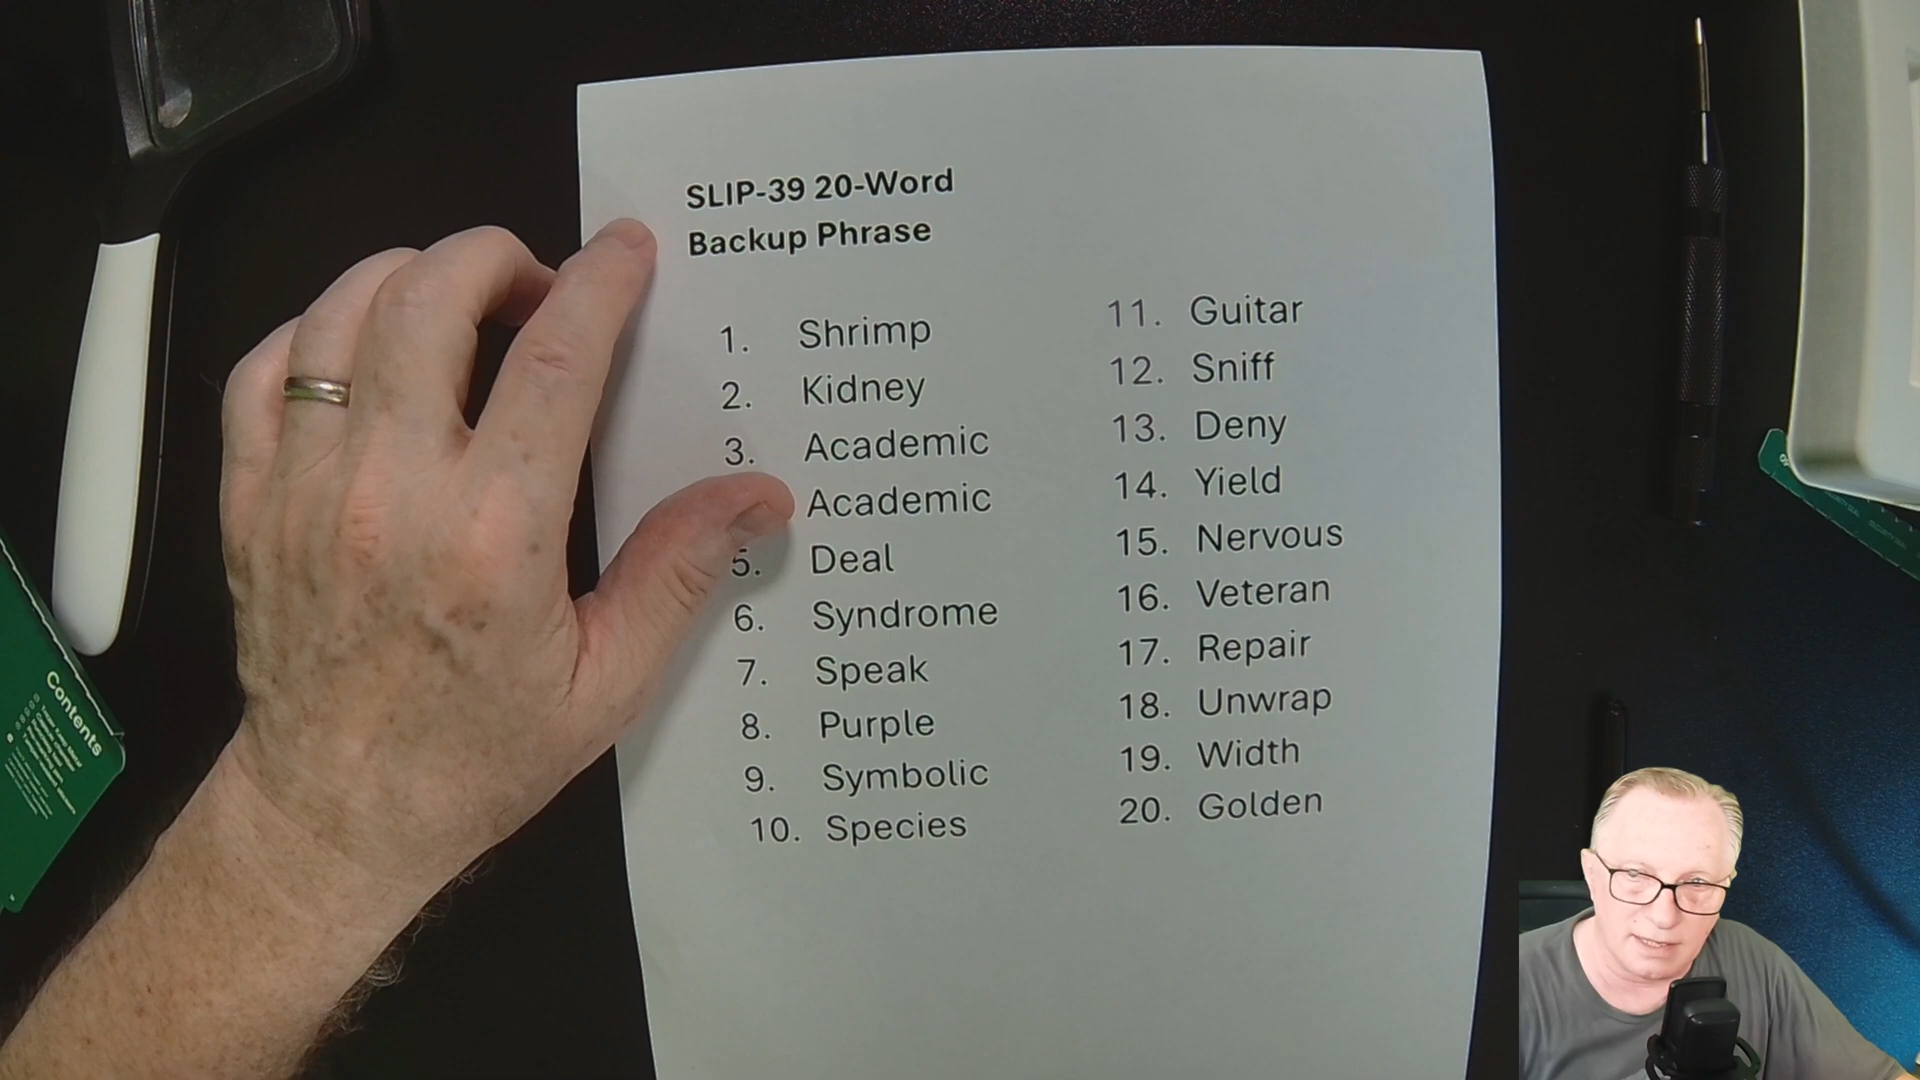 SLIP-39 20-Word
Backup Phrase
1. Shrimp
2. Kidney
3. Academic
Academic
5. Deal
6. Syndrome
7. Speak
8. Purple
9. Symbolic
10. Species
11. Guitar
12. Sniff
13. Deny
14. Yield
15. Nervous
16. Veteran
17. Repair
18. Unwrap
19. Width
20. Golden
Contents